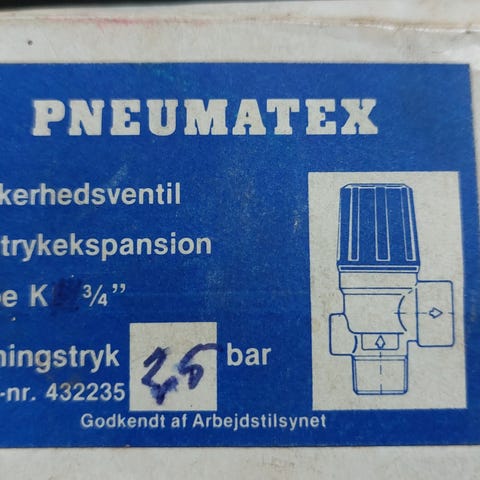 PNEUMATEX
kerhedsventil
trykekspansion
e K ¾"
ningstryk 2,5 bar
-nr. 432235
Godkendt af Arbejdstilsynet